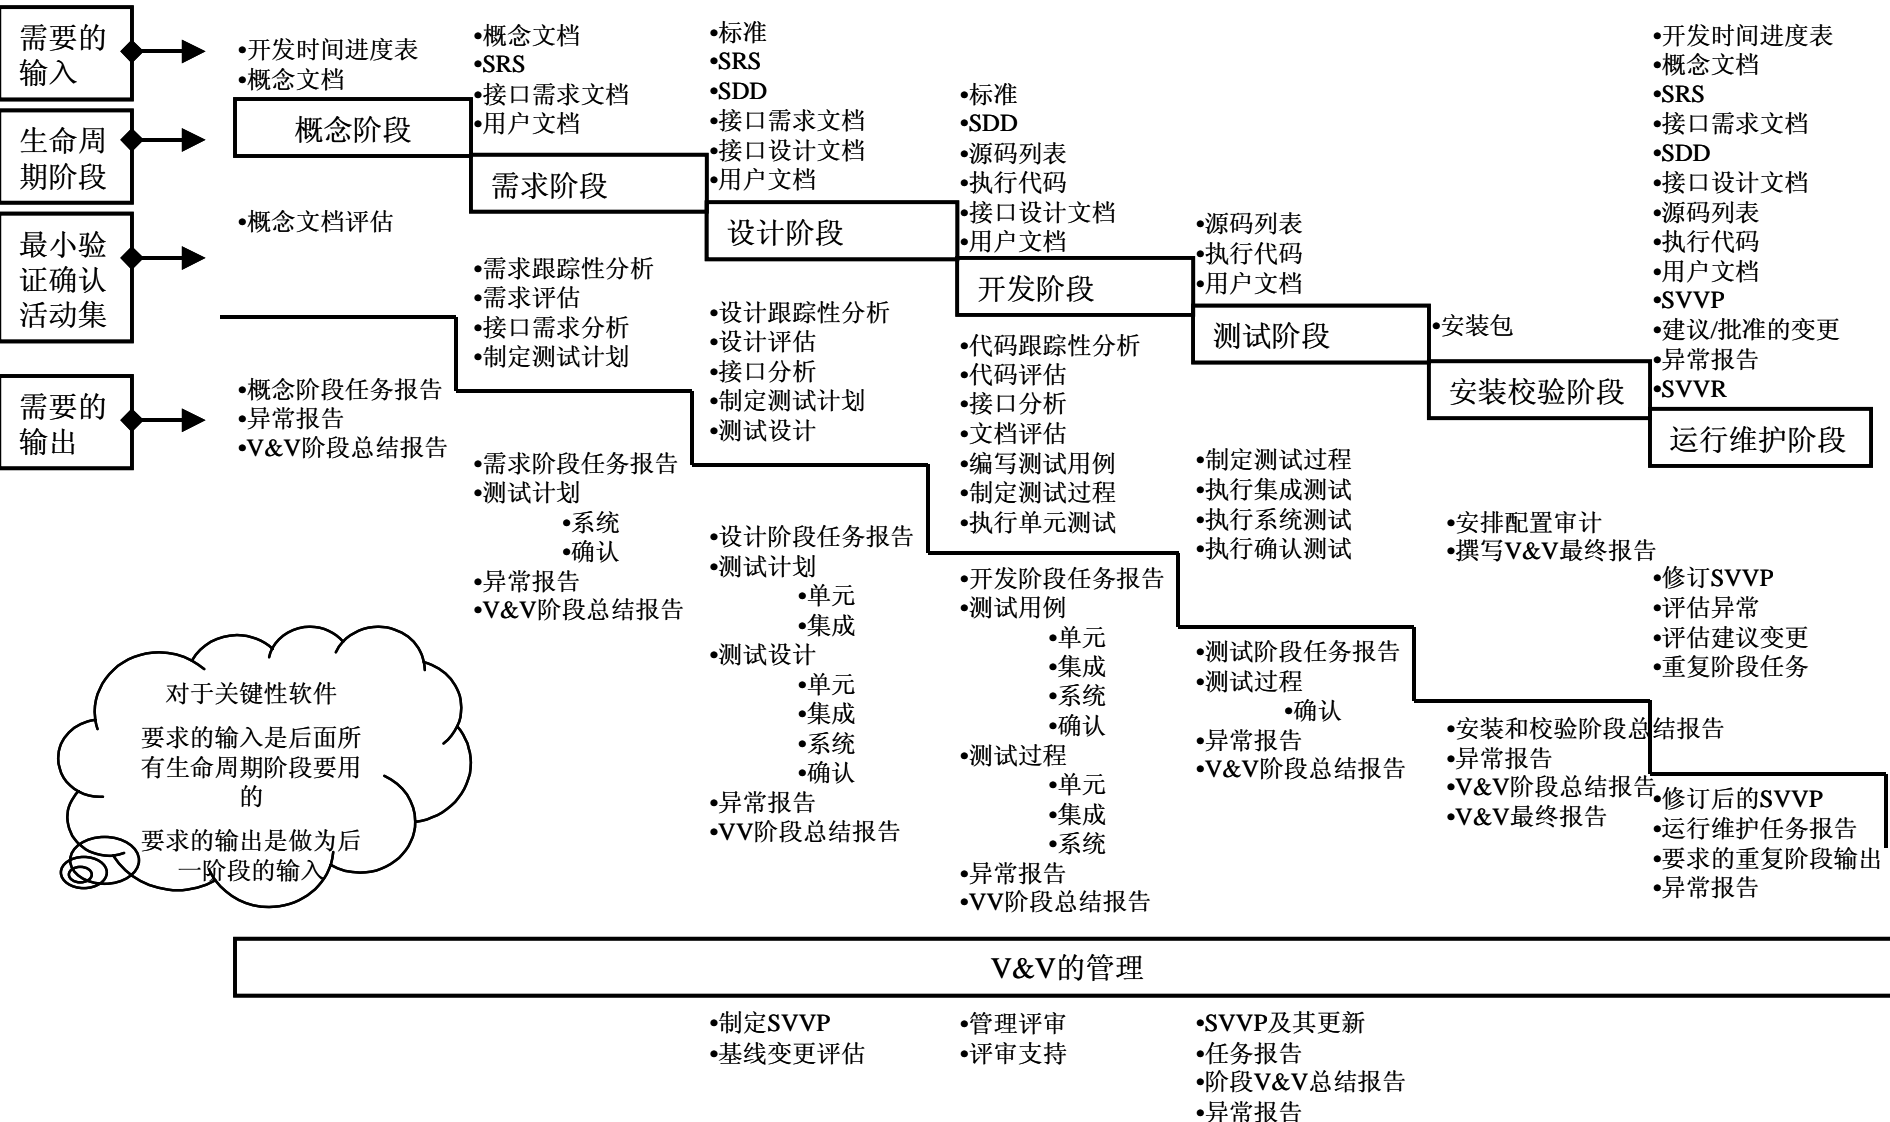 需要的
输入
生命周
期阶段
最小验
证确认
活动集
需要的
输出
•开发时间进度表
•概念文档
概念阶段
•概念文档评估
•概念阶段任务报告
•异常报告
•V&V阶段总结报告
•概念文档
•SRS
•接口需求文档
•用户文档
需求阶段
•需求跟踪性分析
•需求评估
•接口需求分析
•制定测试计划
•需求阶段任务报告
•测试计划
•系统
•确认
•异常报告
•V&V阶段总结报告
•标准
•SRS
•SDD
•接口需求文档
•接口设计文档
•用户文档
设计阶段
•设计跟踪性分析
•设计评估
•接口分析
•制定测试计划
•测试设计
•设计阶段任务报告
•测试计划
•单元
•集成
•测试设计
•单元
•集成
•系统
•确认
•异常报告
•VV阶段总结报告
•标准
•SDD
•源码列表
•执行代码
•接口设计文档
•用户文档
开发阶段
•代码跟踪性分析
•代码评估
•接口分析
•文档评估
•编写测试用例
•制定测试过程
•执行单元测试
•开发阶段任务报告
•测试用例
•单元
•集成
•系统
•确认
•测试过程
•单元
•集成
•系统
•异常报告
•VV阶段总结报告
•源码列表
•执行代码
•用户文档
测试阶段
•制定测试过程
•执行集成测试
•执行系统测试
•执行确认测试
•测试阶段任务报告
•测试过程
•确认
•异常报告
•V&V阶段总结报告
•安装包
安装校验阶段
•安排配置审计
•撰写V&V最终报告
•安装和校验阶段总结报告
•异常报告
•V&V阶段总结报告
•V&V最终报告
•开发时间进度表
•概念文档
•SRS
•接口需求文档
•SDD
•接口设计文档
•源码列表
•执行代码
•用户文档
•SVVP
•建议/批准的变更
•异常报告
•SVVR
运行维护阶段
•修订SVVP
•评估异常
•评估建议变更
•重复阶段任务
•修订后的SVVP
•运行维护任务报告
•要求的重复阶段输出
•异常报告
对于关键性软件
要求的输入是后面所
有生命周期阶段要用
的
要求的输出是做为后
一阶段的输入
V&V的管理
•制定SVVP
•基线变更评估
•管理评审
•评审支持
•SVVP及其更新
•任务报告
•阶段V&V总结报告
•异常报告